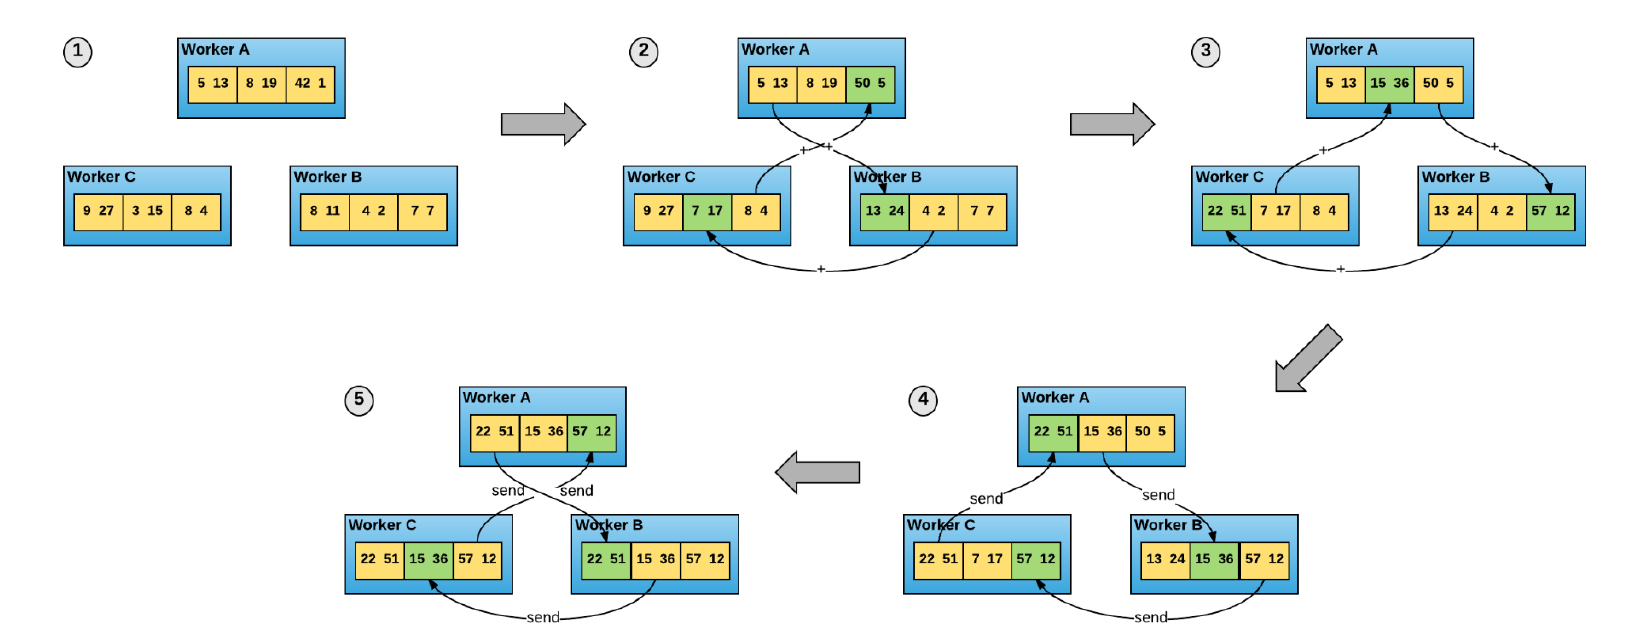 1
Worker A
5 13 8 19 42 1
Worker C
9 27 3 15 8 4
Worker B
8 11 4 2 7 7
2
Worker A
5 13 8 19 50 5
+ +
Worker C
9 27 7 17 8 4
Worker B
13 24 4 2 7 7
+
3
Worker A
5 13 15 36 50 5
+ +
Worker C
22 51 7 17 8 4
Worker B
13 24 4 2 57 12
+
4
Worker A
22 51 15 36 50 5
send send
Worker C
22 51 7 17 57 12
Worker B
13 24 15 36 57 12
send
5
Worker A
22 51 15 36 57 12
send send
Worker C
22 51 15 36 57 12
Worker B
22 51 15 36 57 12
send